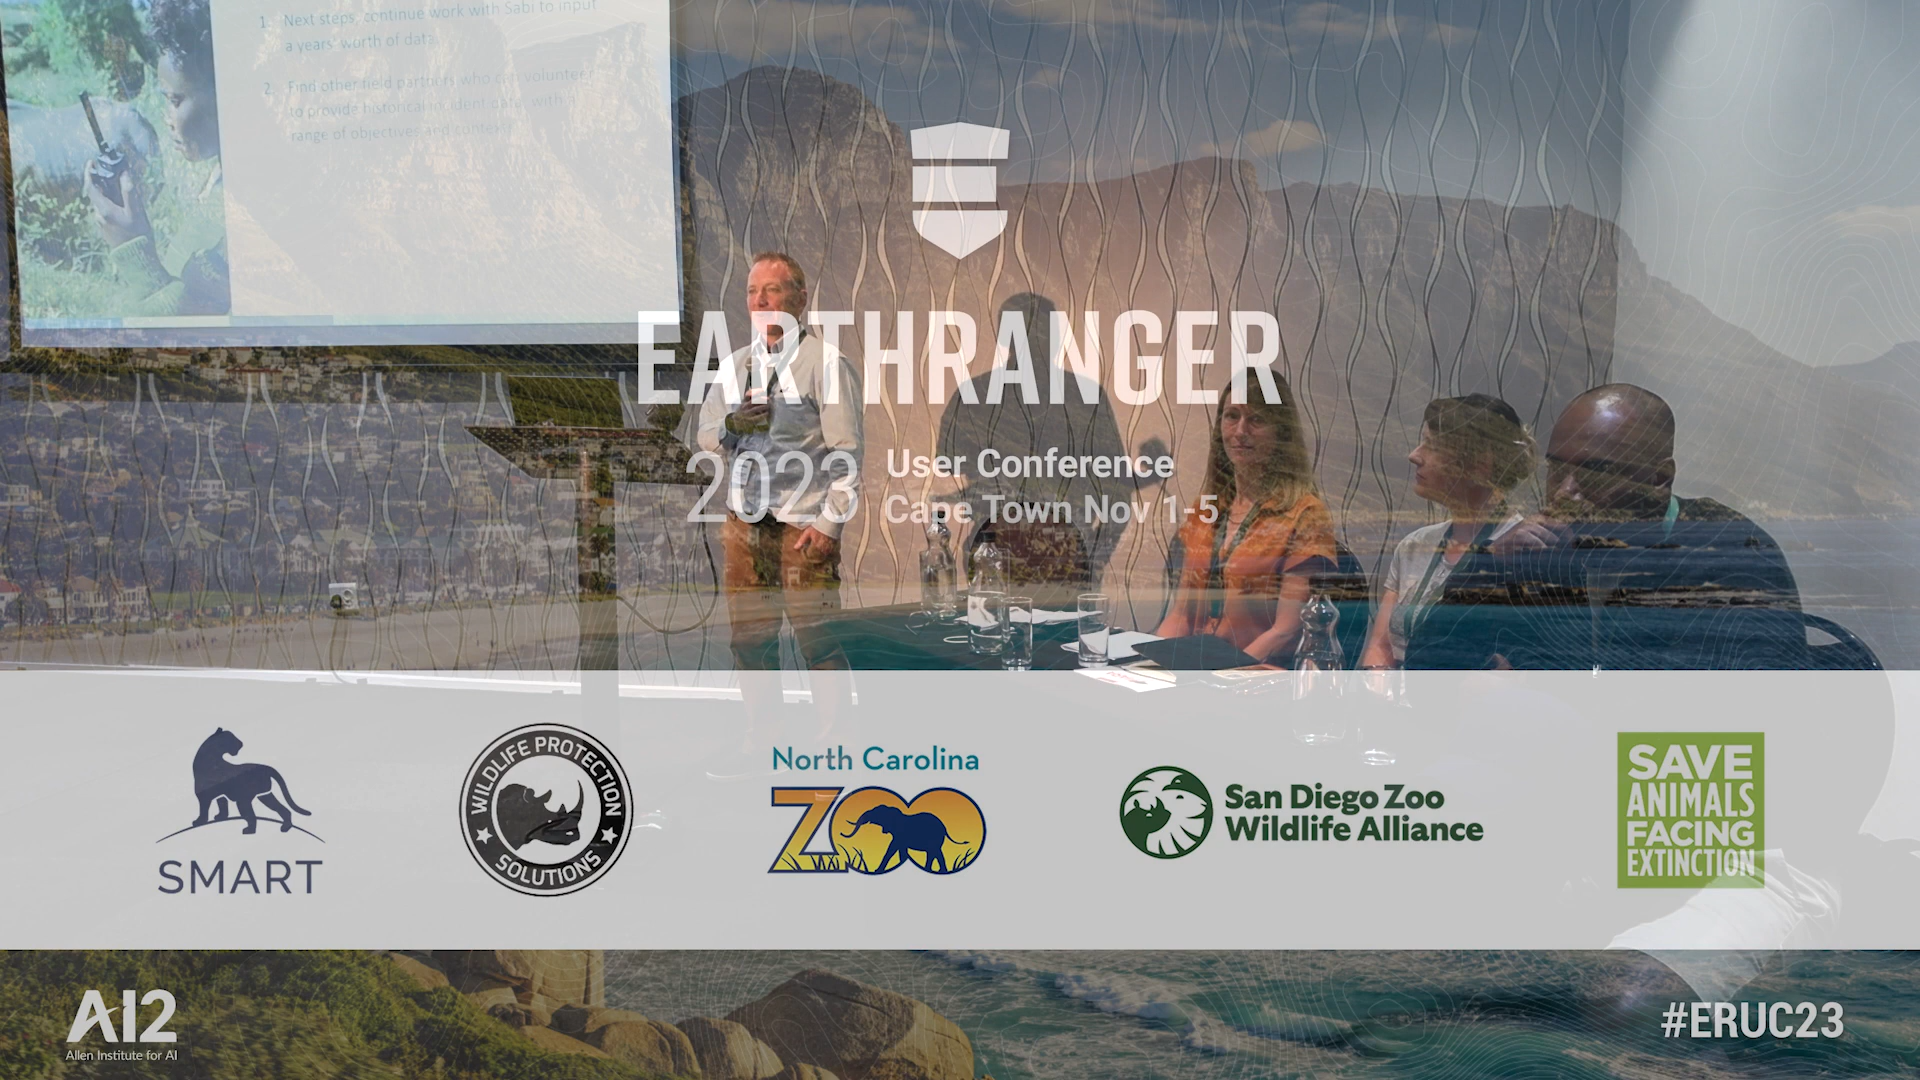 1. Next steps, continue work with Sabi to input
a years' worth of data.
2. Find other field partners who can volunteer
to provide historical incident data, with a
range of objectives and contexts.
EARTHRANGER
2023
User Conference
Cape Town Nov 1-5
SMART
WILDLIFE PROTECTION
SOLUTIONS
North Carolina
ZOO
San Diego Zoo
Wildlife Alliance
SAVE
ANIMALS
FACING
EXTINCTION
AI2
Allen Institute for AI
#ERUC23